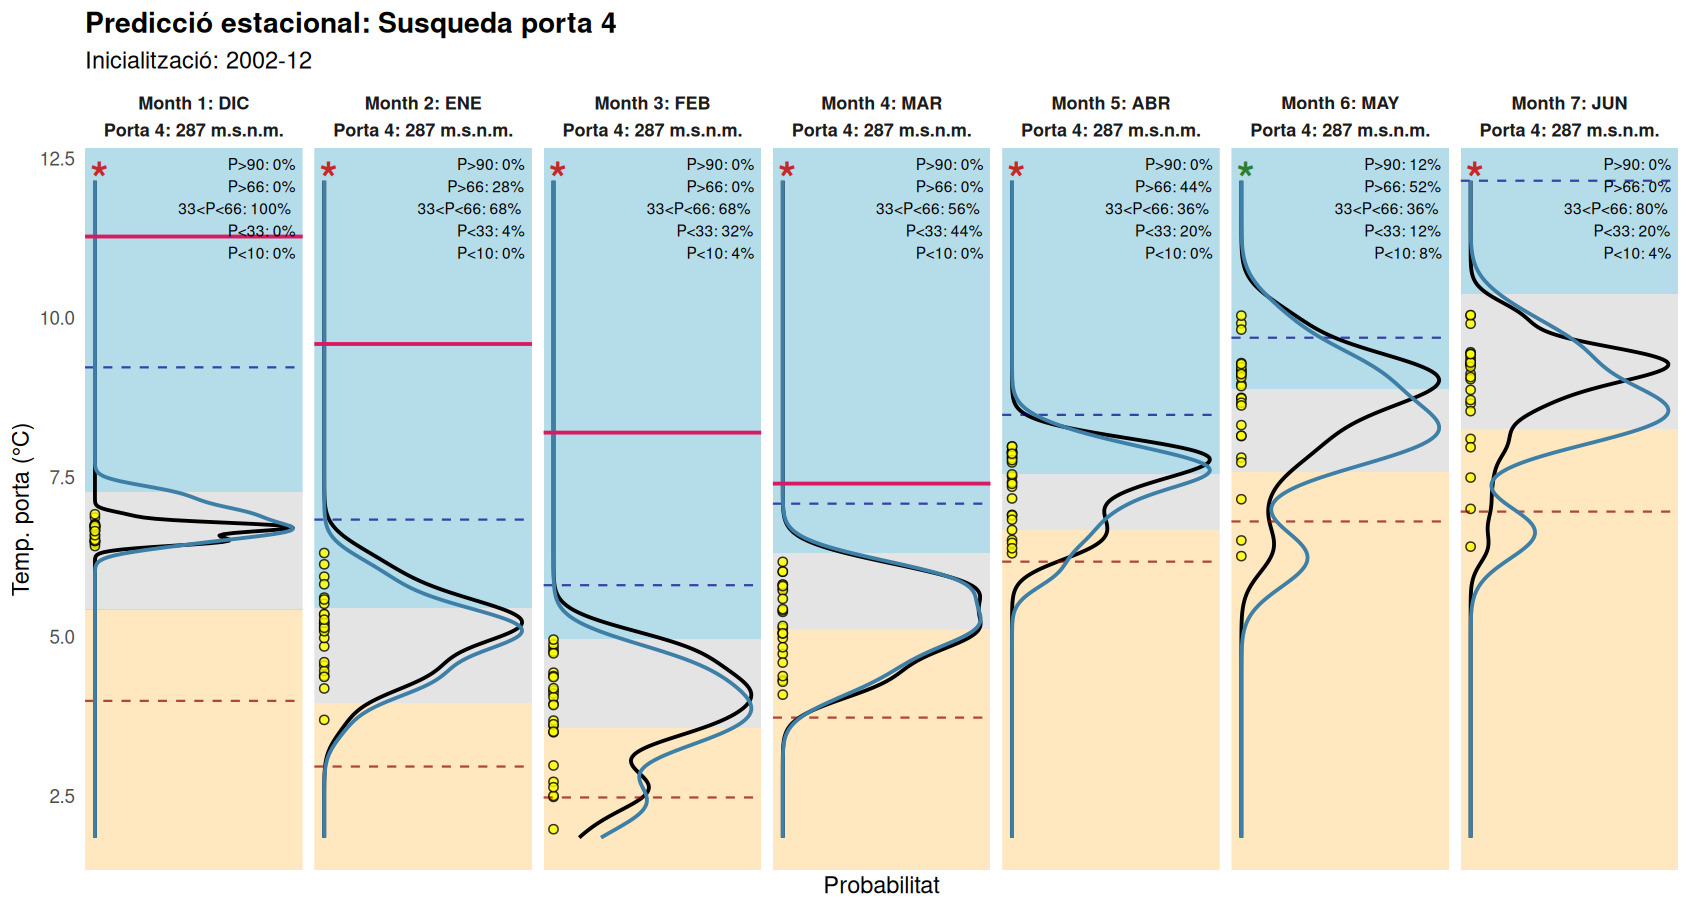 Predicció estacional: Susqueda porta 4
Inicialització: 2002-12
Month 1: DIC
Porta 4: 287 m.s.n.m.
Month 2: ENE
Porta 4: 287 m.s.n.m.
Month 3: FEB
Porta 4: 287 m.s.n.m.
Month 4: MAR
Porta 4: 287 m.s.n.m.
Month 5: ABR
Porta 4: 287 m.s.n.m.
Month 6: MAY
Porta 4: 287 m.s.n.m.
Month 7: JUN
Porta 4: 287 m.s.n.m.
Temp. porta (°C)
12.5
10.0
7.5
5.0
2.5
*
P>90: 0%
P>66: 0%
33<P<66: 100%
P<33: 0%
P<10: 0%
*
P>90: 0%
P>66: 28%
33<P<66: 68%
P<33: 4%
P<10: 0%
*
P>90: 0%
P>66: 0%
33<P<66: 68%
P<33: 32%
P<10: 4%
*
P>90: 0%
P>66: 0%
33<P<66: 56%
P<33: 44%
P<10: 0%
*
P>90: 0%
P>66: 44%
33<P<66: 36%
P<33: 20%
P<10: 0%
*
P>90: 12%
P>66: 52%
33<P<66: 36%
P<33: 12%
P<10: 8%
*
P>90: 0%
P>66: 0%
33<P<66: 80%
P<33: 20%
P<10: 4%
Probabilitat